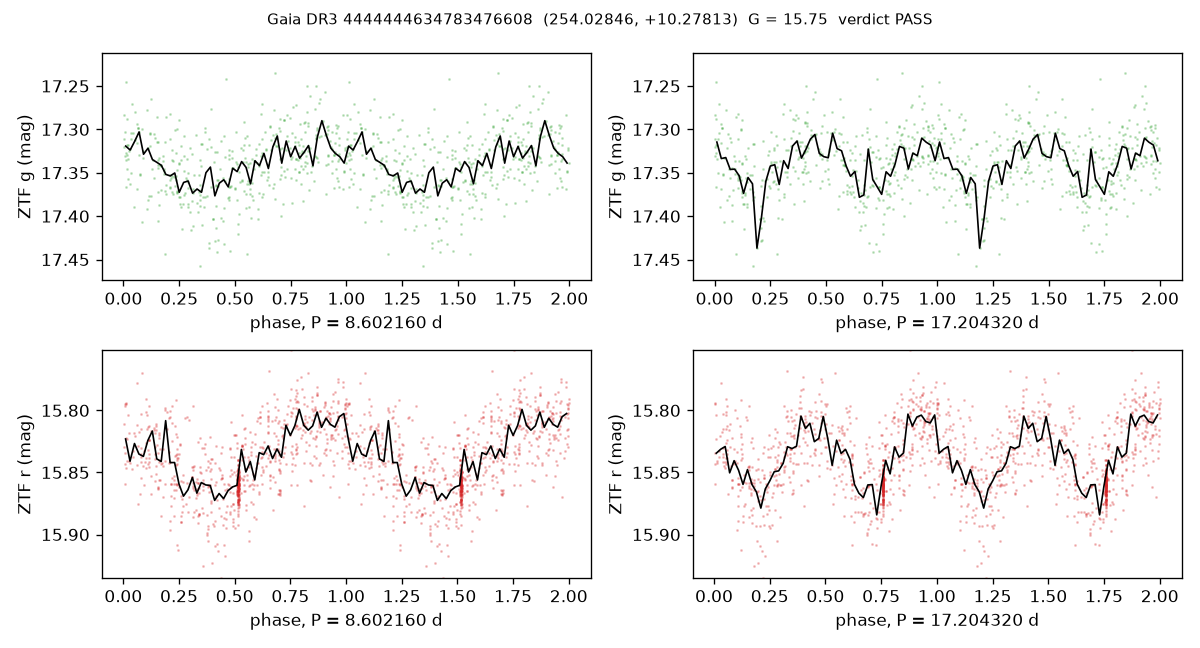 Gaia DR3 4444444634783476608 (254.02846, +10.27813) G = 15.75 verdict PASS
ZTF g (mag)
17.25
17.30
17.35
17.40
17.45
0.00 0.25 0.50 0.75 1.00 1.25 1.50 1.75 2.00
phase, P = 8.602160 d
ZTF g (mag)
17.25
17.30
17.35
17.40
17.45
0.00 0.25 0.50 0.75 1.00 1.25 1.50 1.75 2.00
phase, P = 17.204320 d
ZTF r (mag)
15.80
15.85
15.90
0.00 0.25 0.50 0.75 1.00 1.25 1.50 1.75 2.00
phase, P = 8.602160 d
ZTF r (mag)
15.80
15.85
15.90
0.00 0.25 0.50 0.75 1.00 1.25 1.50 1.75 2.00
phase, P = 17.204320 d